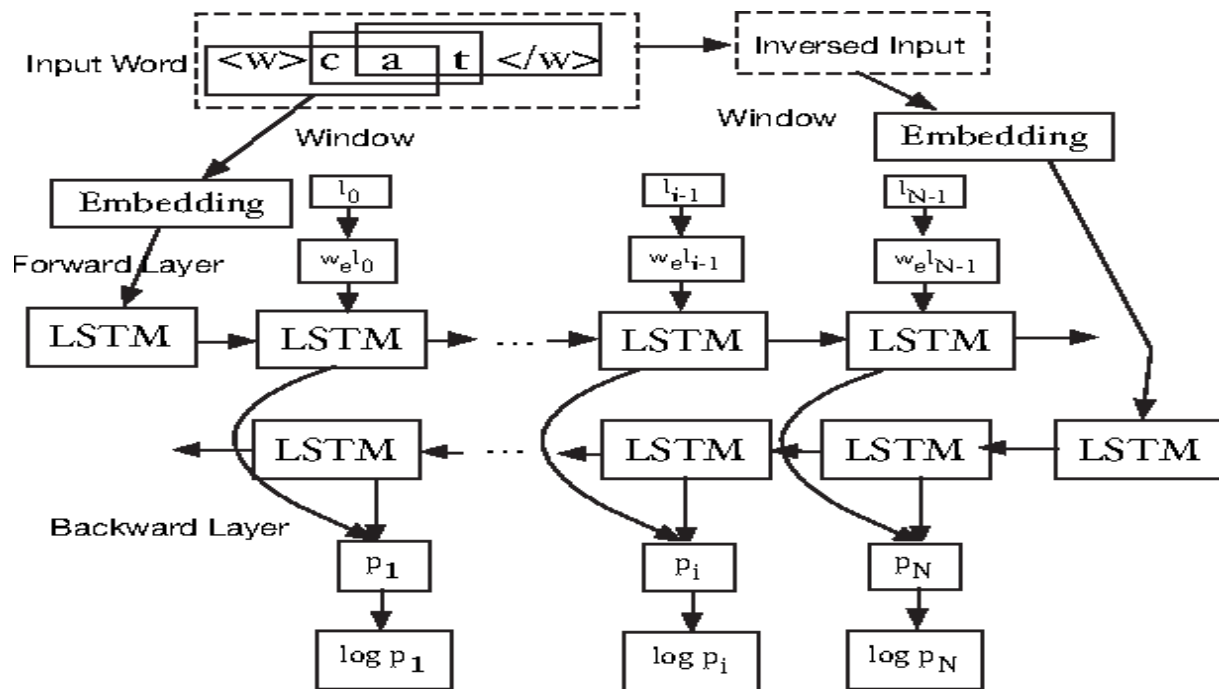 Input Word <w> c a t </w> Inversed Input
Window Window
Embedding Embedding
l0 li-1 lN-1
wel0 weli-1 welN-1
Forward Layer
LSTM LSTM ... LSTM LSTM
LSTM ... LSTM LSTM LSTM
Backward Layer
p1 pi pN
log p1 log pi log pN